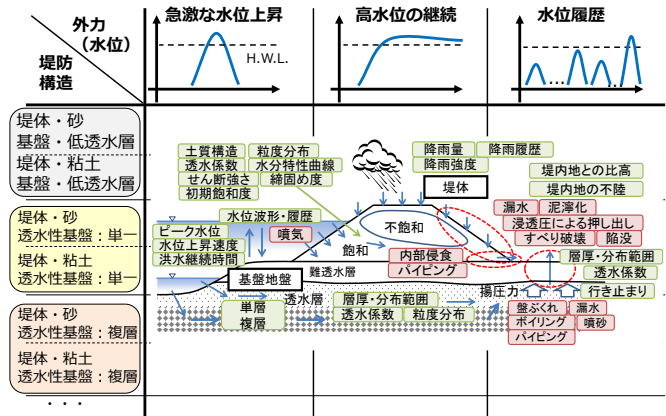 外力
（水位）
堤防
構造
急激な水位上昇
高水位の継続
水位履歴
H.W.L.
堤体・砂
基盤・低透水層
堤体・粘土
基盤・低透水層
堤体・砂
透水性基盤：単一
堤体・粘土
透水性基盤：単一
堤体・砂
透水性基盤：複層
堤体・粘土
透水性基盤：複層
・・・
土質構造
粒度分布
透水係数
水分特性曲線
せん断強さ
締固め度
初期飽和度
降雨量
降雨履歴
降雨強度
堤体
堤内地との比高
堤内地の不陸
水位波形・履歴
ピーク水位
噴気
水位上昇速度
洪水継続時間
不飽和
飽和
漏水
泥濘化
浸透圧による押し出し
すべり破壊
陥没
内部侵食
パイピング
層厚・分布範囲
透水係数
基盤地盤
難透水層
透水層
単層
複層
層厚・分布範囲
透水係数
粒度分布
揚圧力
行き止まり
盤ぶくれ
漏水
ボイリング
噴砂
パイピング